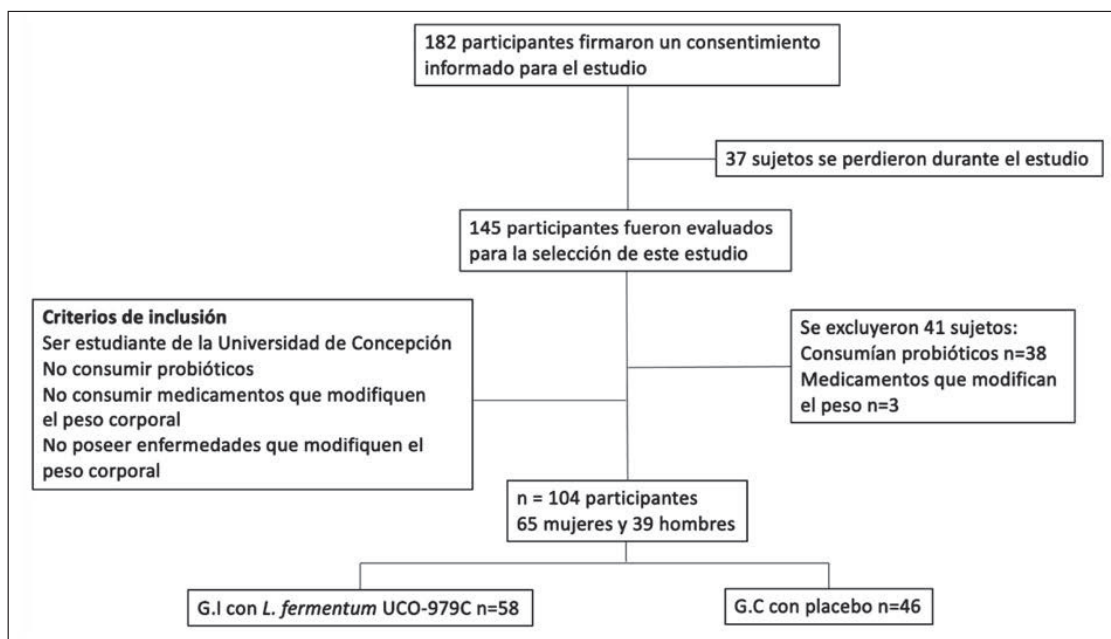 182 participantes firmaron un consentimiento
informado para el estudio
37 sujetos se perdieron durante el estudio
145 participantes fueron evaluados
para la selección de este estudio
Criterios de inclusión
Ser estudiante de la Universidad de Concepción
No consumir probióticos
No consumir medicamentos que modifiquen
el peso corporal
No poseer enfermedades que modifiquen el
peso corporal
Se excluyeron 41 sujetos:
Consumían probióticos n=38
Medicamentos que modifican
el peso n=3
n = 104 participantes
65 mujeres y 39 hombres
G.I con L. fermentum UCO-979C n=58
G.C con placebo n=46